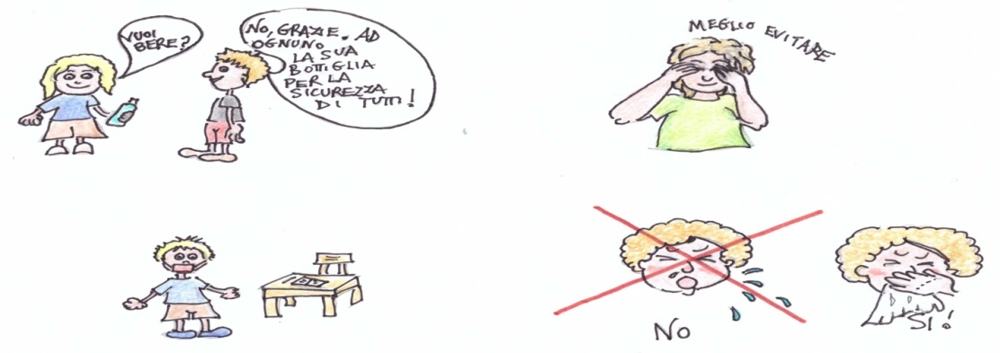 VUOI
BERE?
NO, GRAZIE. AD
OGNUNO
LA SUA
BOTTIGLIA
PER LA
SICUREZZA
DI TUTTI!
MEGLIO EVITARE
NO
SI!